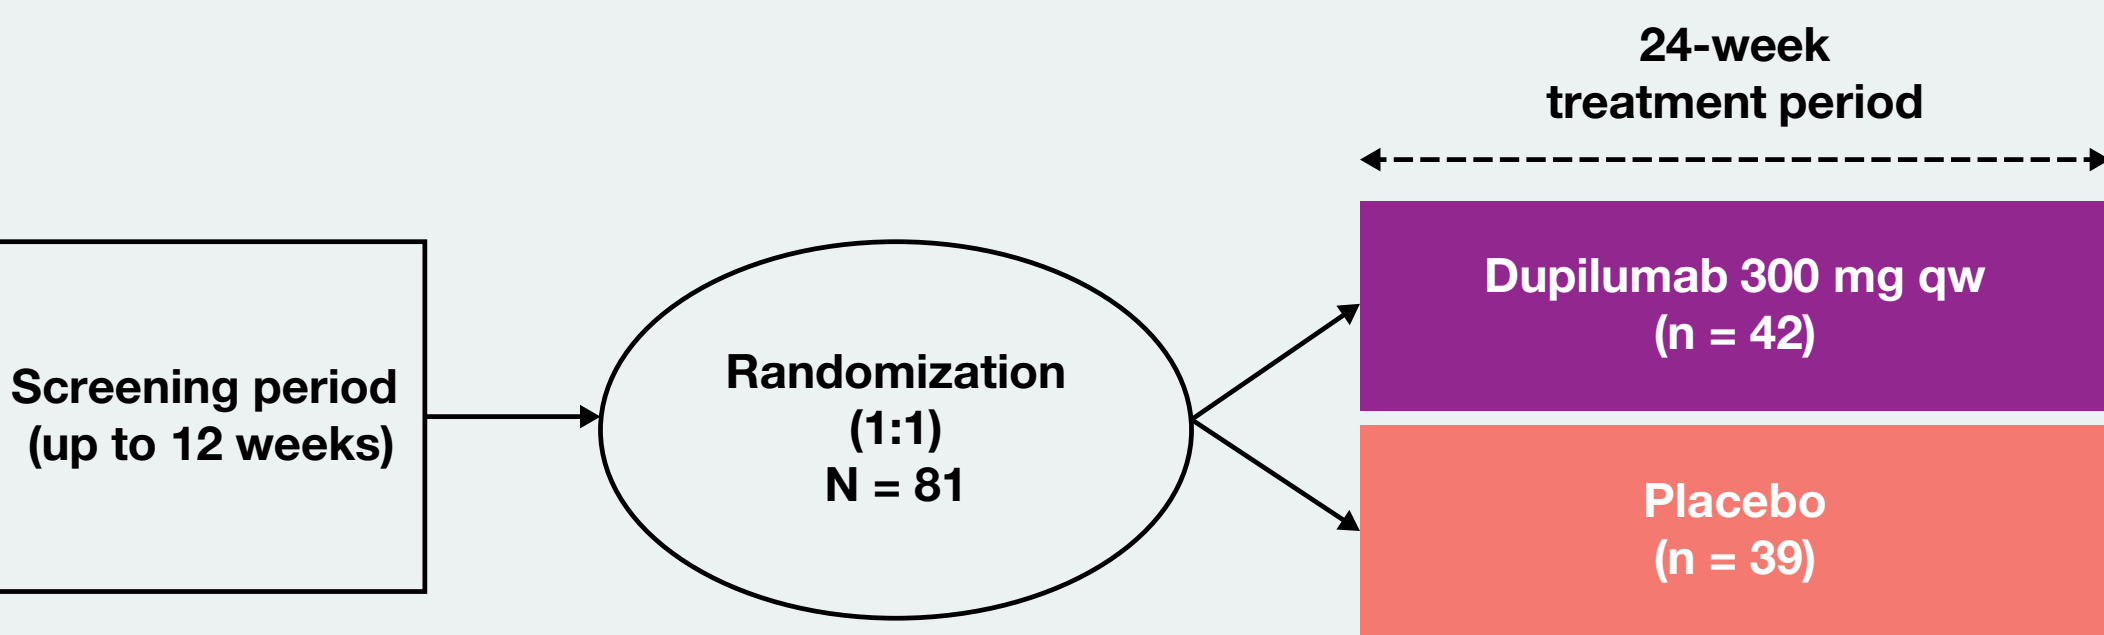 24-week
treatment period
Screening period
(up to 12 weeks)
Randomization
(1:1)
N = 81
Dupilumab 300 mg qw
(n = 42)
Placebo
(n = 39)